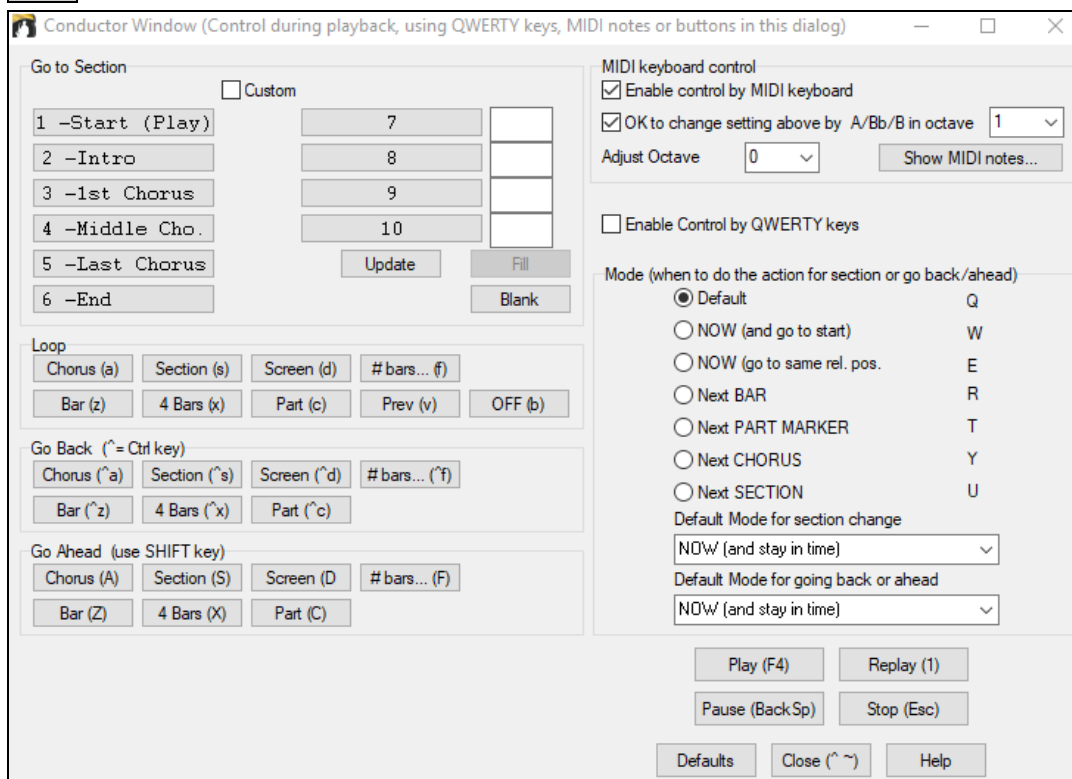 Conductor Window (Control during playback, using QWERTY keys, MIDI notes or buttons in this dialog)
Go to Section
Custom
1 -Start (Play)
7
2 -Intro
8
3 -1st Chorus
9
4 -Middle Cho.
10
5 -Last Chorus
Update
Fill
6 -End
Blank
Loop
Chorus (a)
Section (s)
Screen (d)
# bars... (f)
Bar (z)
4 Bars (x)
Part (c)
Prev (v)
OFF (b)
Go Back (^= Ctrl key)
Chorus (^a)
Section (^s)
Screen (^d)
# bars... (^f)
Bar (^z)
4 Bars (^x)
Part (^c)
Go Ahead (use SHIFT key)
Chorus (A)
Section (S)
Screen (D
# bars... (F)
Bar (Z)
4 Bars (X)
Part (C)
MIDI keyboard control
Enable control by MIDI keyboard
OK to change setting above by A/Bb/B in octave
1
Adjust Octave
0
Show MIDI notes...
Enable Control by QWERTY keys
Mode (when to do the action for section or go back/ahead)
Default Q
NOW (and go to start) W
NOW (go to same rel. pos. E
Next BAR R
Next PART MARKER T
Next CHORUS Y
Next SECTION U
Default Mode for section change
NOW (and stay in time)
Default Mode for going back or ahead
NOW (and stay in time)
Play (F4)
Replay (1)
Pause (BackSp)
Stop (Esc)
Defaults
Close (^ ~)
Help